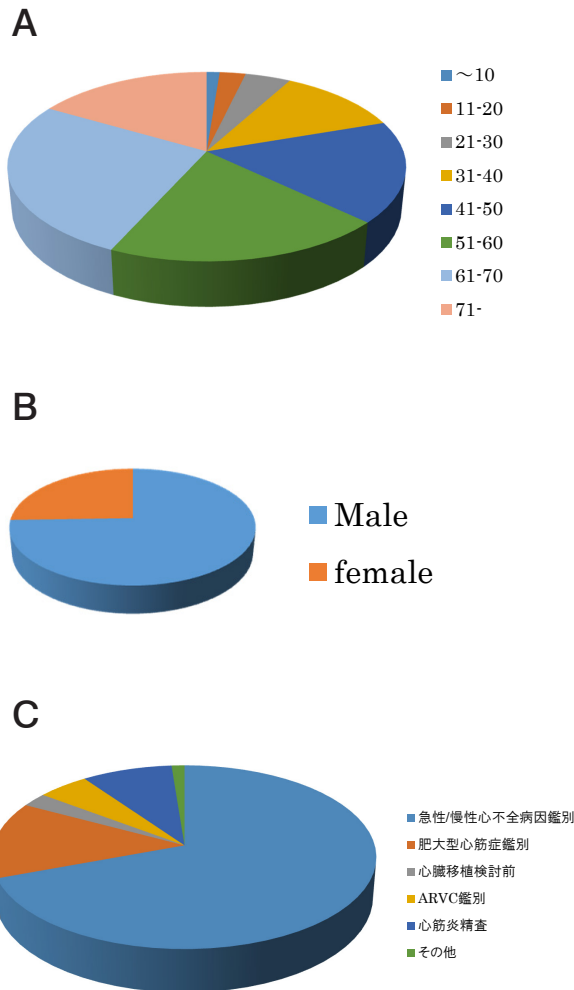 A
～10
11-20
21-30
31-40
41-50
51-60
61-70
71-
B
Male
female
C
急性/慢性心不全病因鑑別
肥大型心筋症鑑別
心臓移植検討前
ARVC鑑別
心筋炎精査
その他